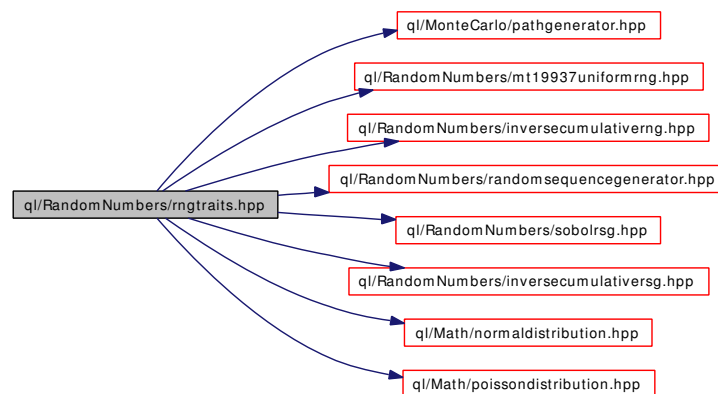 ql/MonteCarlo/pathgenerator.hpp
ql/RandomNumbers/mt19937uniformrng.hpp
ql/RandomNumbers/inversecumulativerng.hpp
ql/RandomNumbers/randomsequencegenerator.hpp
ql/RandomNumbers/rngtraits.hpp
ql/RandomNumbers/sobolrsg.hpp
ql/RandomNumbers/inversecumulativersg.hpp
ql/Math/normaldistribution.hpp
ql/Math/poissondistribution.hpp